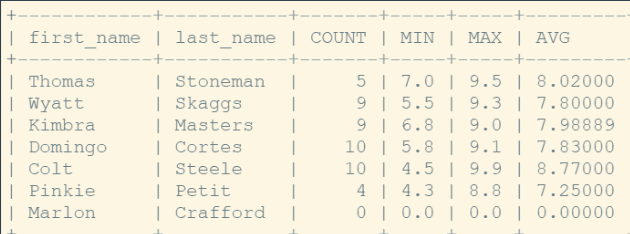 | first_name | last_name | COUNT | MIN | MAX | AVG
| Thomas | Stoneman | 5 | 7.0 | 9.5 | 8.02000
| Wyatt | Skaggs | 9 | 5.5 | 9.3 | 7.80000
| Kimbra | Masters | 9 | 6.8 | 9.0 | 7.98889
| Domingo | Cortes | 10 | 5.8 | 9.1 | 7.83000
| Colt | Steele | 10 | 4.5 | 9.9 | 8.77000
| Pinkie | Petit | 4 | 4.3 | 8.8 | 7.25000
| Marlon | Crafford | 0 | 0.0 | 0.0 | 0.00000